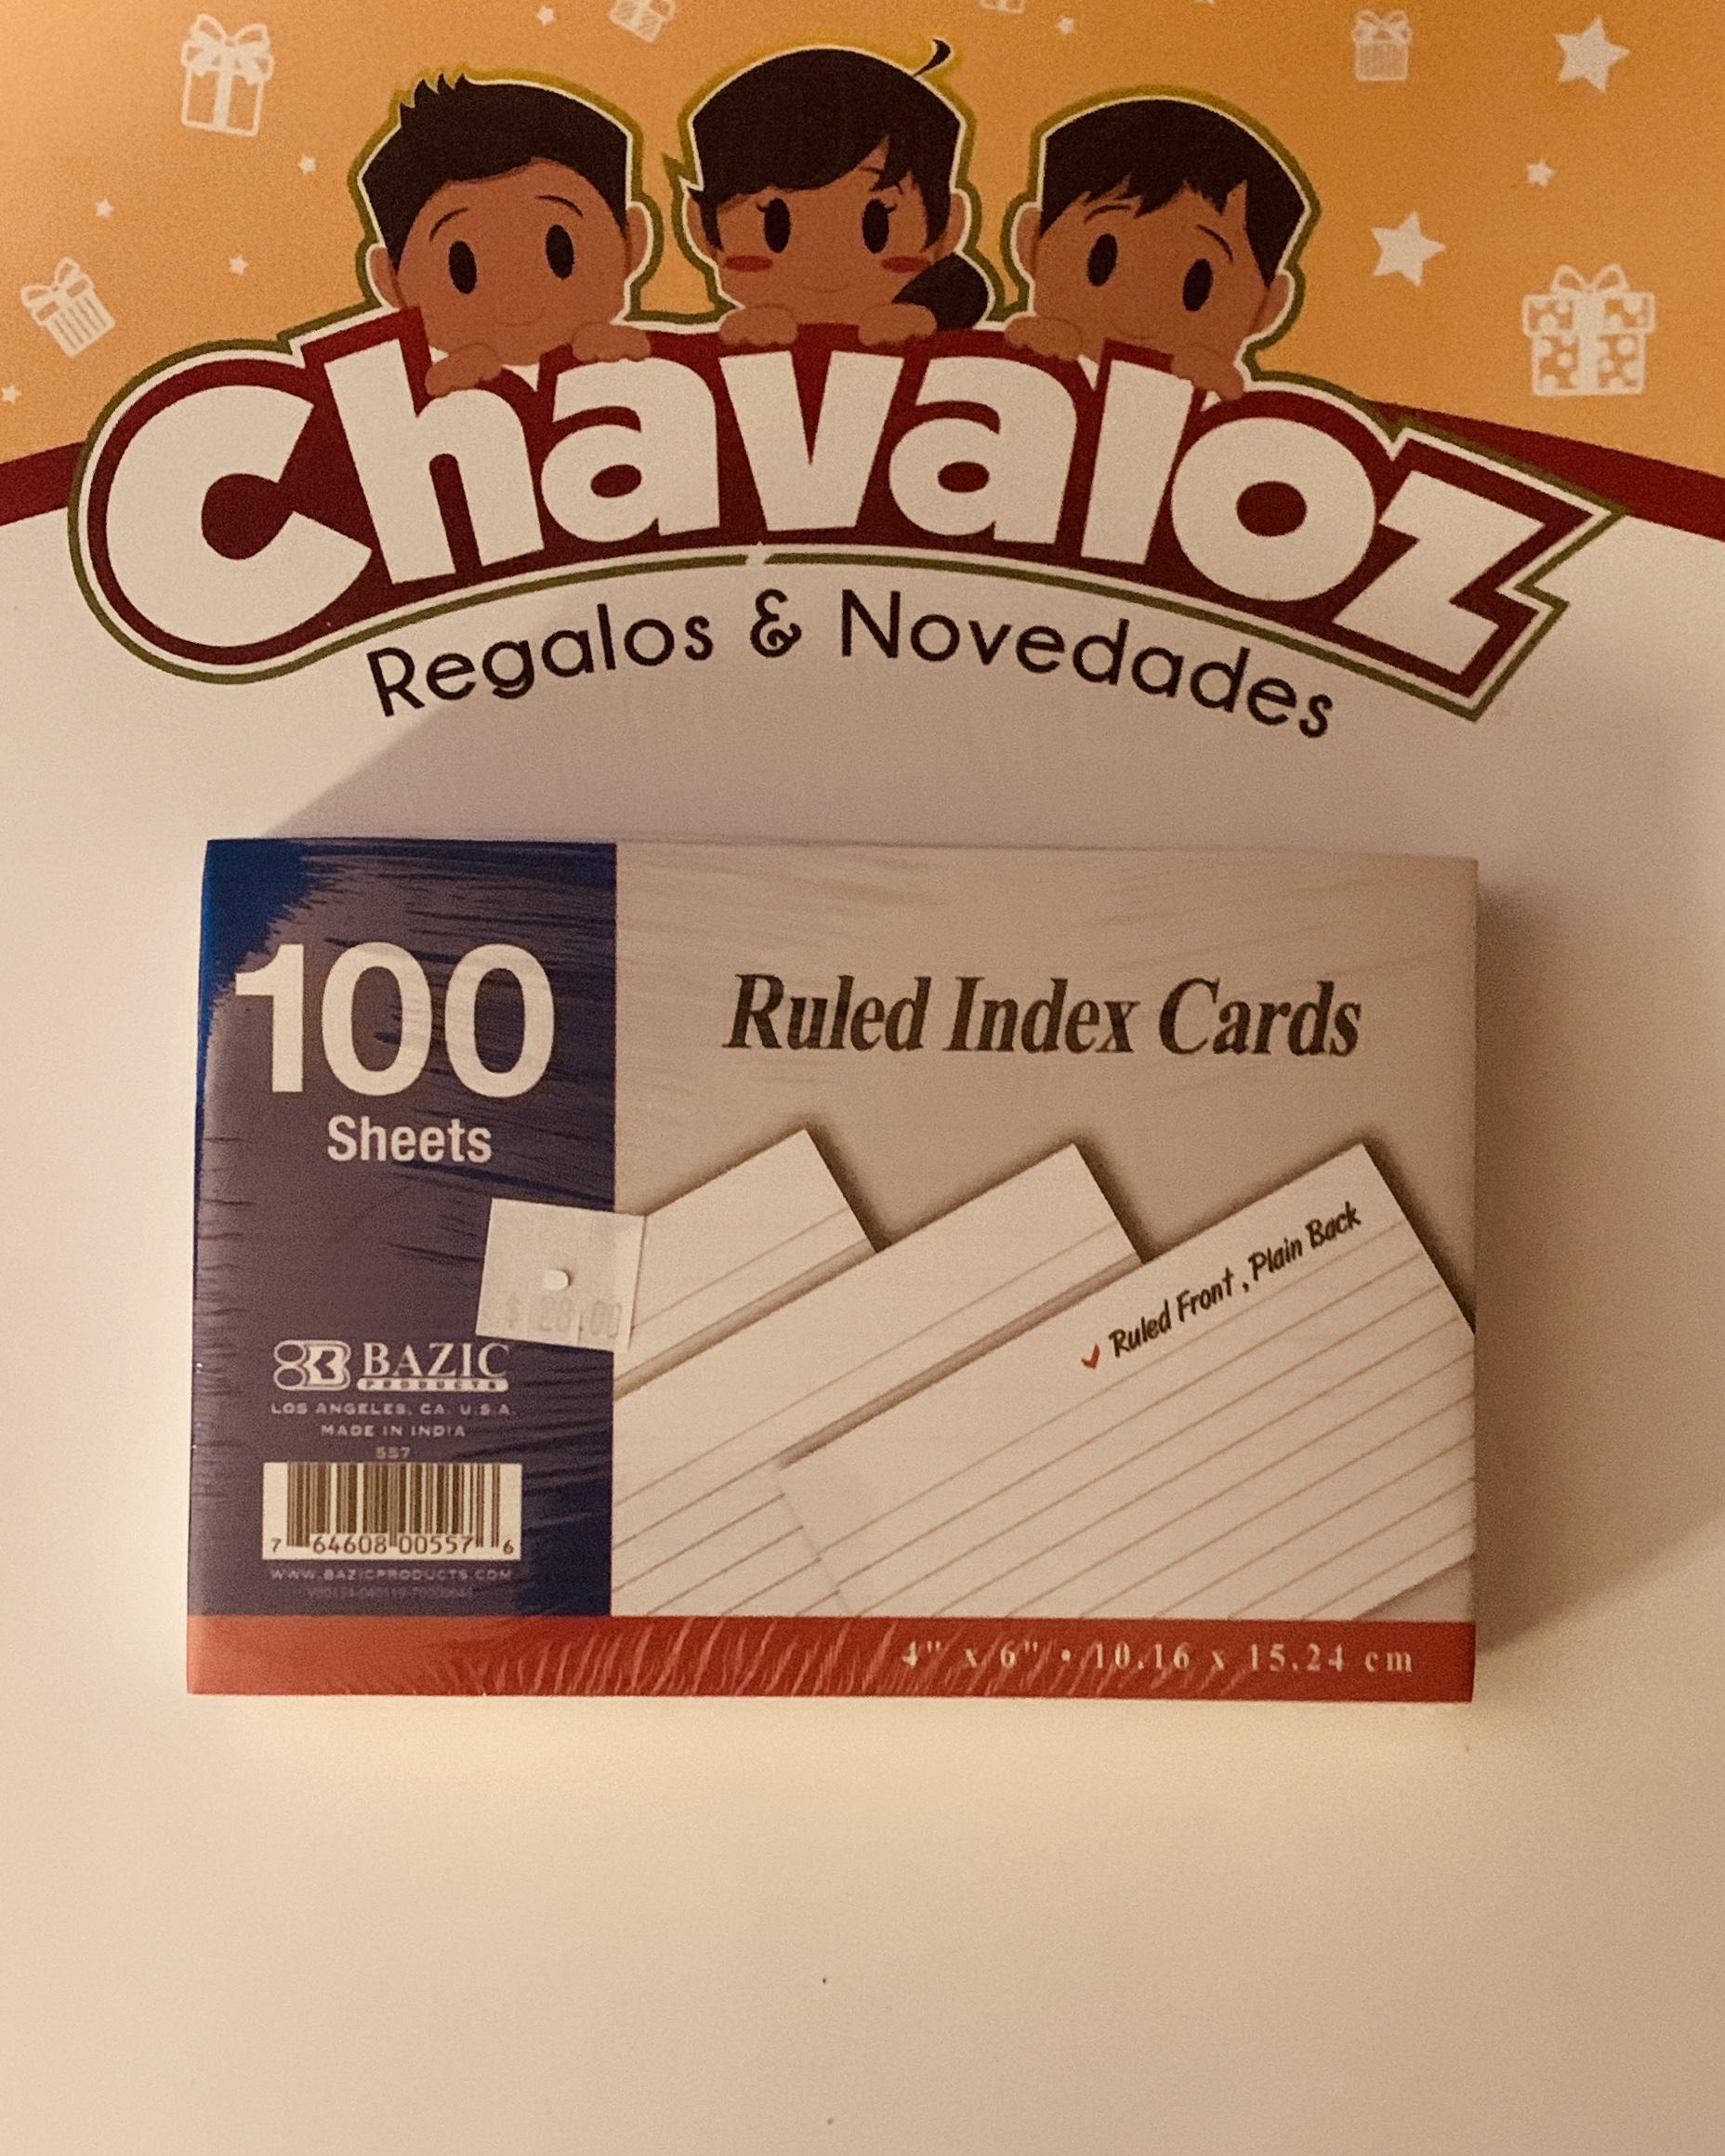 Chavaloz
Regalos & Novedades
100
Sheets
Ruled Index Cards
Ruled Front, Plain Back
$ 28.00
BAZIC
PRODUCTS
LOS ANGELES, CA. U.S.A.
MADE IN INDIA
557
7 64608 00557 6
WWW.BAZICPRODUCTS.COM
4" x 6" • 10.16 x 15.24 cm